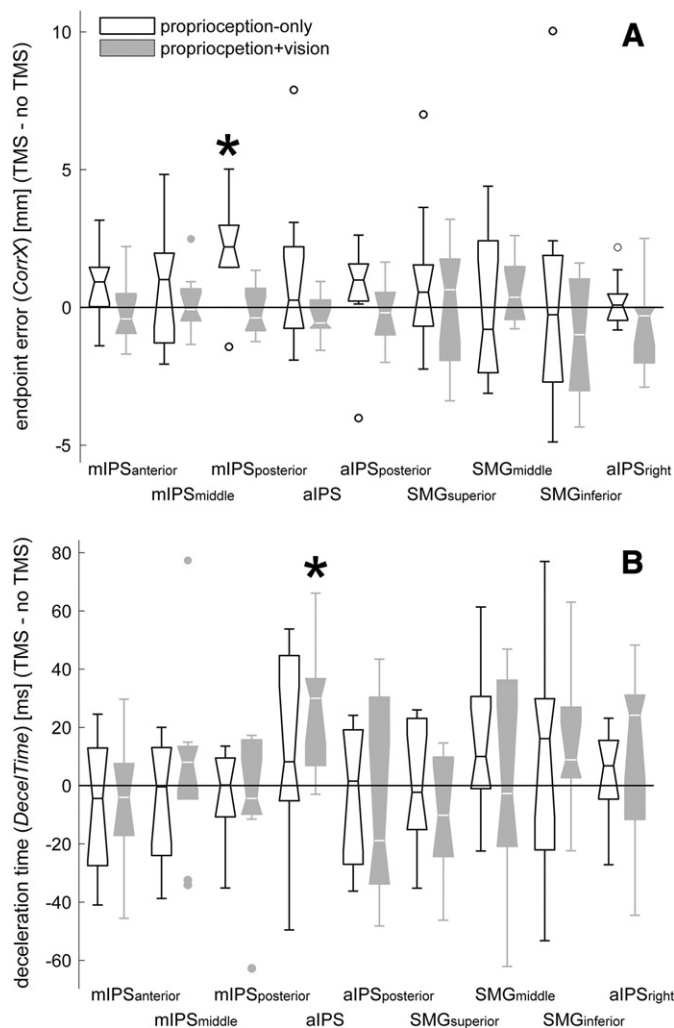 proprioception-only
propriocpetion+vision
A
10
5
0
-5
*
endpoint error (CorrX) [mm] (TMS - no TMS)
mIPSanterior mIPSposterior aIPSposterior SMGmiddle aIPSright
mIPSmiddle aIPS SMGsuperior SMGinferior
B
80
60
40
20
0
-20
-40
-60
*
deceleration time (DecelTime) [ms] (TMS - no TMS)
mIPSanterior mIPSposterior aIPSposterior SMGmiddle aIPSright
mIPSmiddle aIPS SMGsuperior SMGinferior